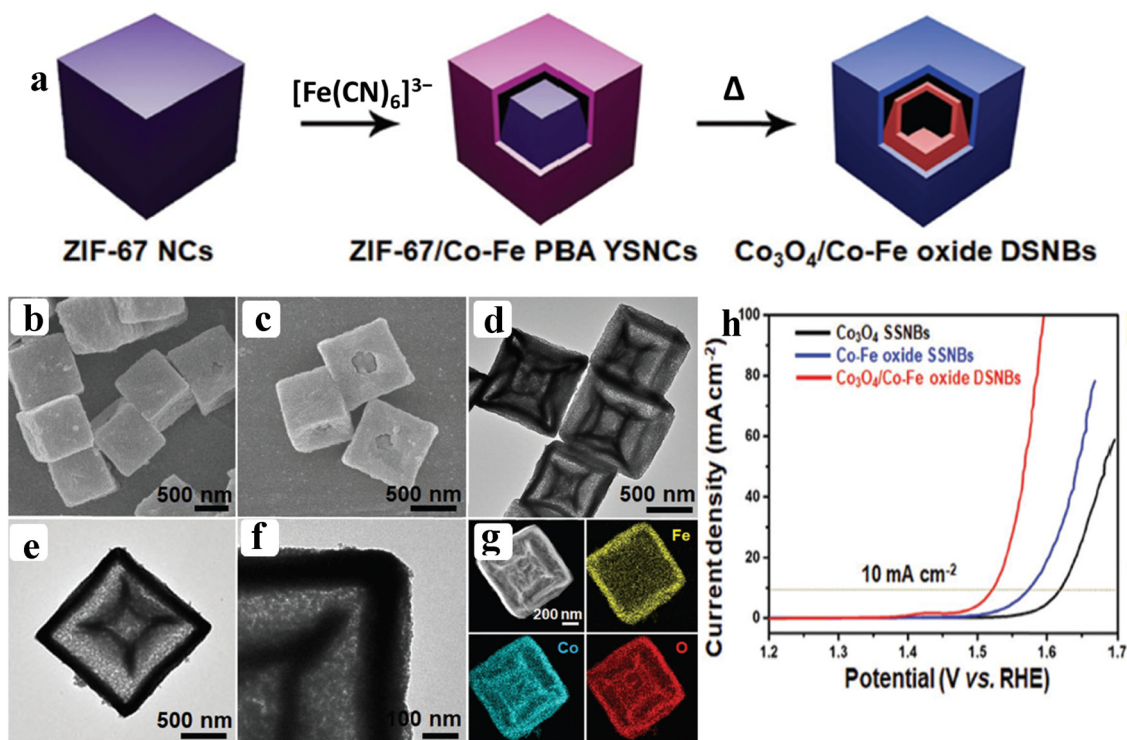 a
[Fe(CN)₆]³⁻
Δ
ZIF-67 NCs
ZIF-67/Co-Fe PBA YSNCs
Co₃O₄/Co-Fe oxide DSNBs
b
500 nm
c
500 nm
d
500 nm
e
500 nm
f
100 nm
g
Fe
200 nm
Co
O
h
Co₃O₄ SSNBs
Co-Fe oxide SSNBs
Co₃O₄/Co-Fe oxide DSNBs
10 mA cm⁻²
Current density (mAcm⁻²)
100
80
60
40
20
0
1.2 1.3 1.4 1.5 1.6 1.7
Potential (V vs. RHE)